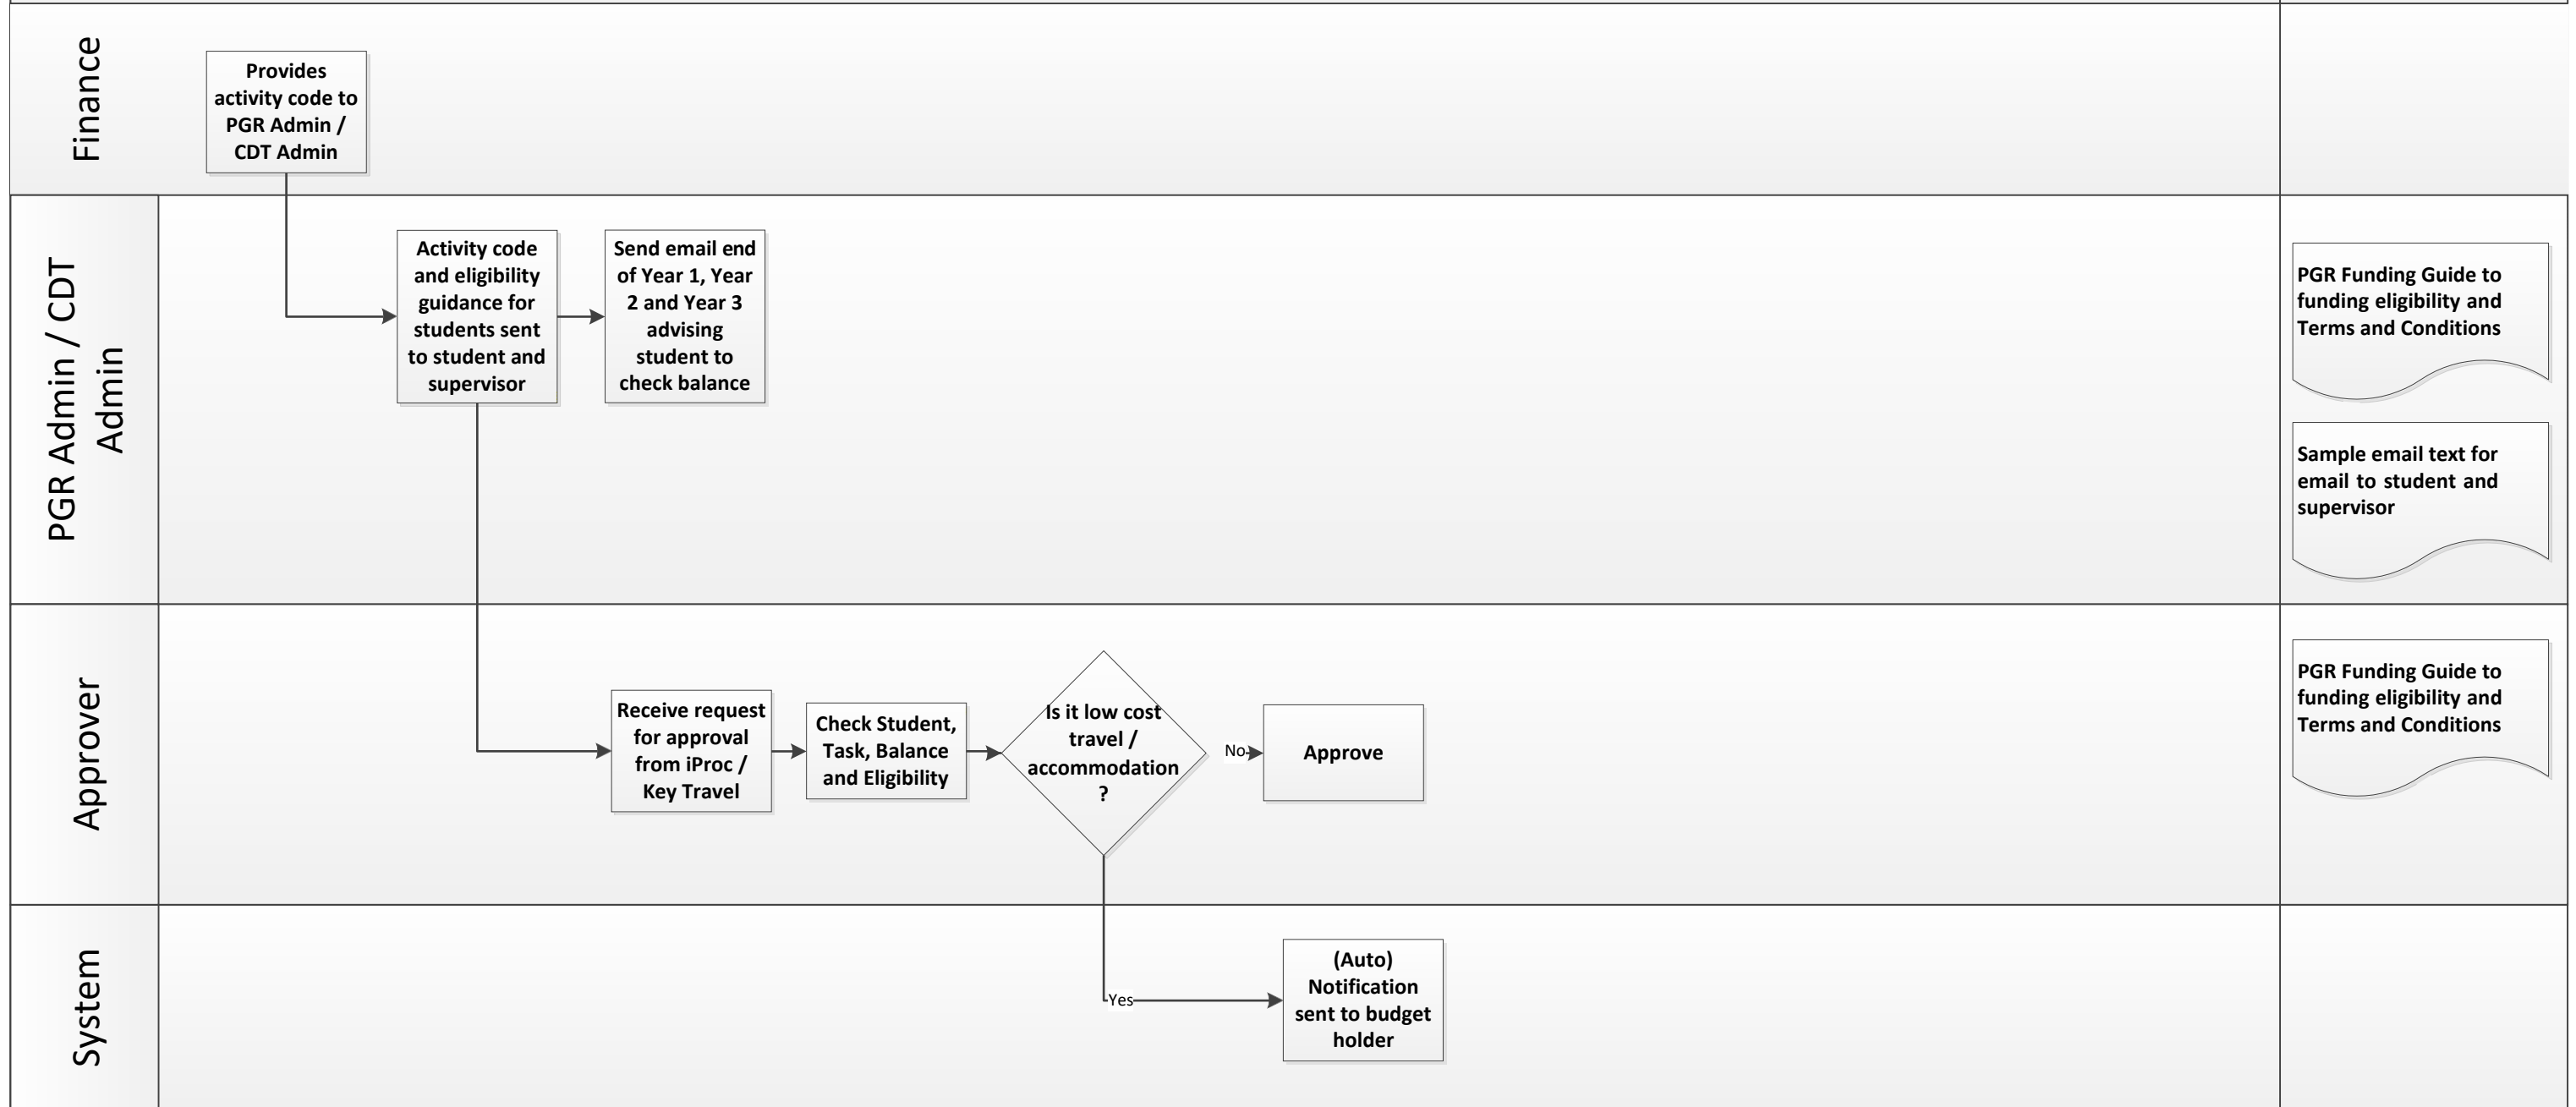 Finance
Provides
activity code to
PGR Admin /
CDT Admin
PGR Admin / CDT
Admin
Activity code
and eligibility
guidance for
students sent
to student and
supervisor
Send email end
of Year 1, Year
2 and Year 3
advising
student to
check balance
PGR Funding Guide to
funding eligibility and
Terms and Conditions
Sample email text for
email to student and
supervisor
Approver
Receive request
for approval
from iProc /
Key Travel
Check Student,
Task, Balance
and Eligibility
Is it low cost
travel /
accommodation
?
No
Approve
PGR Funding Guide to
funding eligibility and
Terms and Conditions
System
Yes
(Auto)
Notification
sent to budget
holder